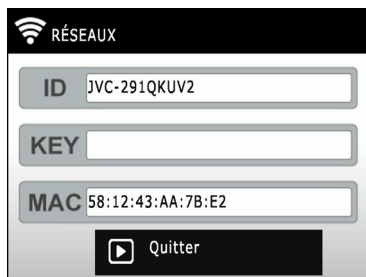 RÉSEAUX
ID JVC-291QKUV2
KEY
MAC 58:12:43:AA:7B:E2
Quitter